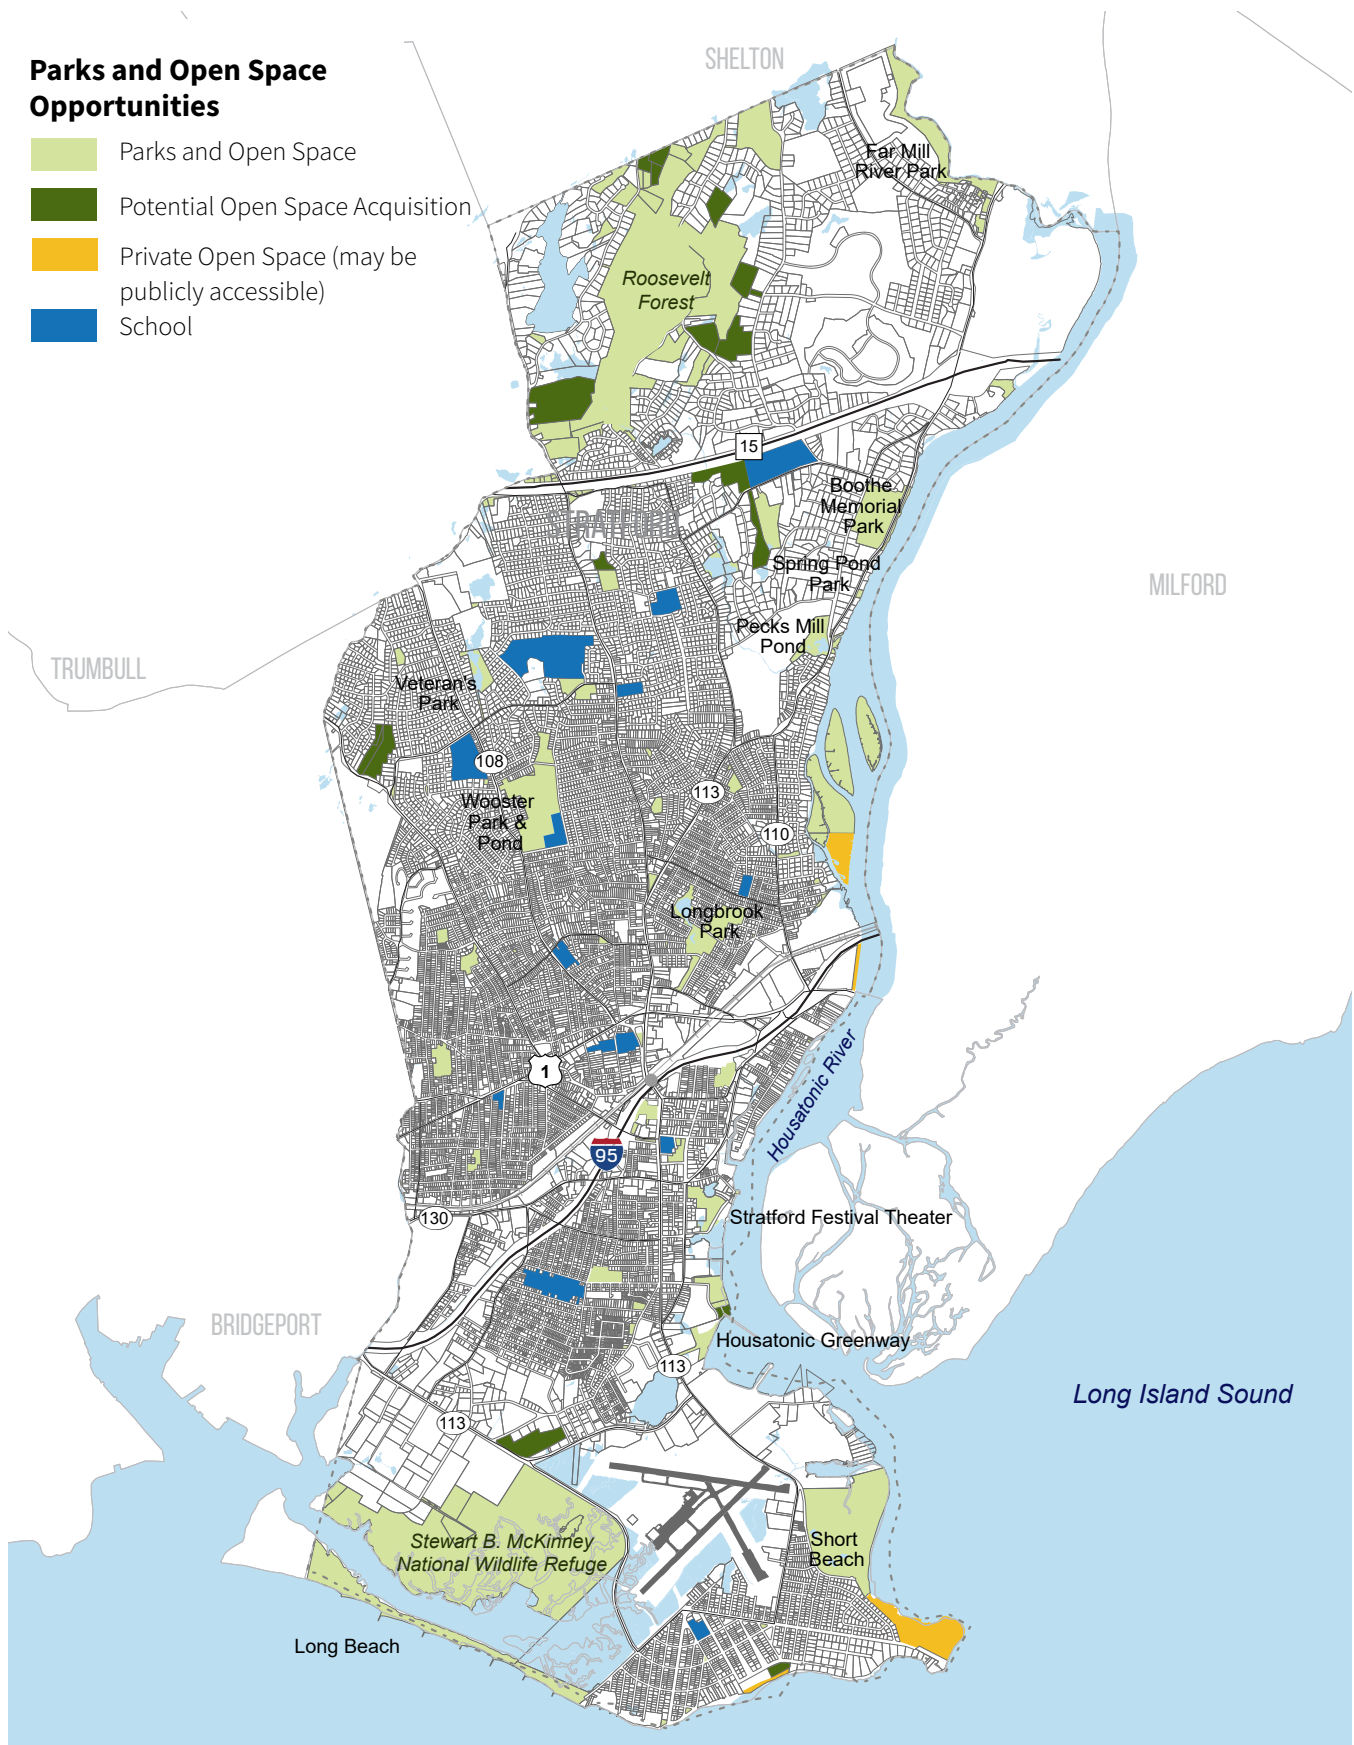 Parks and Open Space
Opportunities
Parks and Open Space
Potential Open Space Acquisition
Private Open Space (may be
publicly accessible)
School
SHELTON
Far Mill
River Park
Roosevelt
Forest
15
Boothe
Memorial
Park
STRATFORD
Spring Pond
Park
MILFORD
Pecks Mill
Pond
TRUMBULL
Veteran's
Park
108
113
Wooster
Park &
Pond
110
Longbrook
Park
1
Housatonic River
95
130
Stratford Festival Theater
BRIDGEPORT
Housatonic Greenway
113
Long Island Sound
113
Stewart B. McKinney
National Wildlife Refuge
Short
Beach
Long Beach